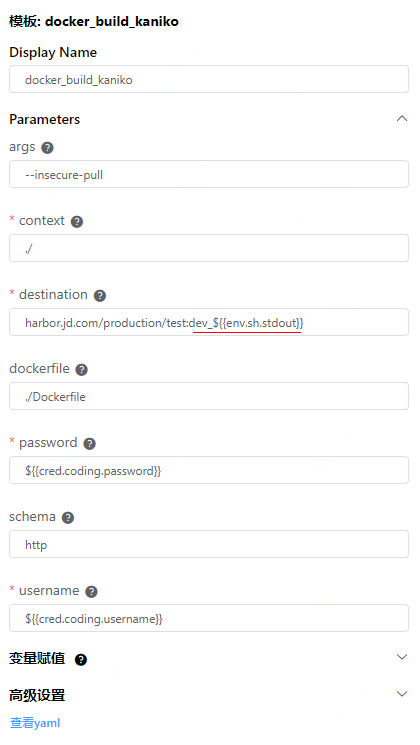 模板: docker_build_kaniko
Display Name
docker_build_kaniko
Parameters
args ?
--insecure-pull
* context ?
./
* destination ?
harbor.jd.com/production/test:dev_${{env.sh.stdout}}
dockerfile ?
./Dockerfile
* password ?
${{cred.coding.password}}
schema ?
http
* username ?
${{cred.coding.username}}
变量赋值 ?
高级设置
查看yaml